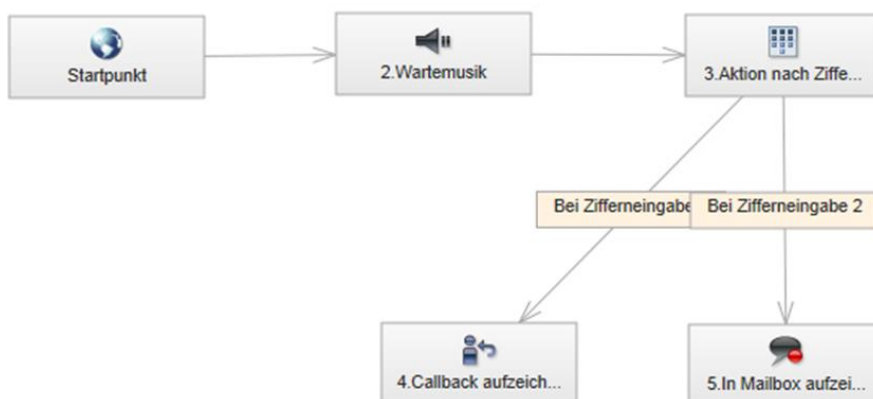 Startpunkt
2.Wartemusik
3.Aktion nach Ziffe...
Bei Zifferneingabe
Bei Zifferneingabe 2
4.Callback aufzeich...
5.In Mailbox aufzei...